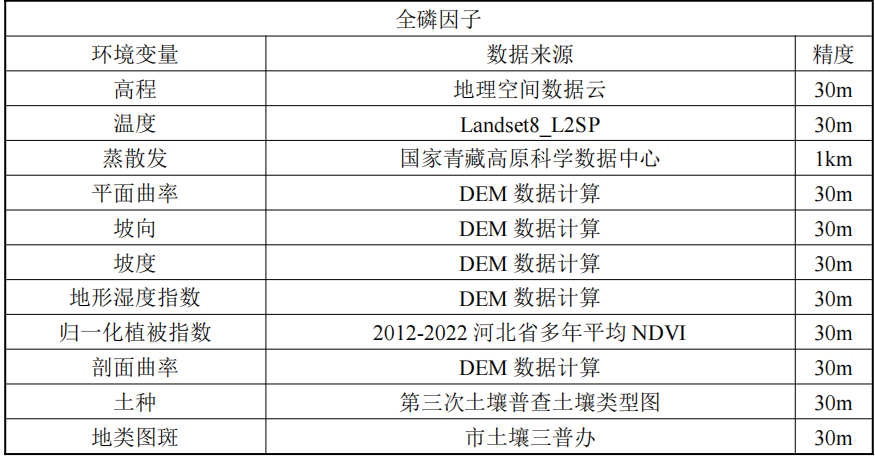 全磷因子
环境变量 数据来源 精度
高程 地理空间数据云 30m
温度 Landset8_L2SP 30m
蒸散发 国家青藏高原科学数据中心 1km
平面曲率 DEM 数据计算 30m
坡向 DEM 数据计算 30m
坡度 DEM 数据计算 30m
地形湿度指数 DEM 数据计算 30m
归一化植被指数 2012-2022 河北省多年平均 NDVI 30m
剖面曲率 DEM 数据计算 30m
土种 第三次土壤普查土壤类型图 30m
地类图斑 市土壤三普办 30m